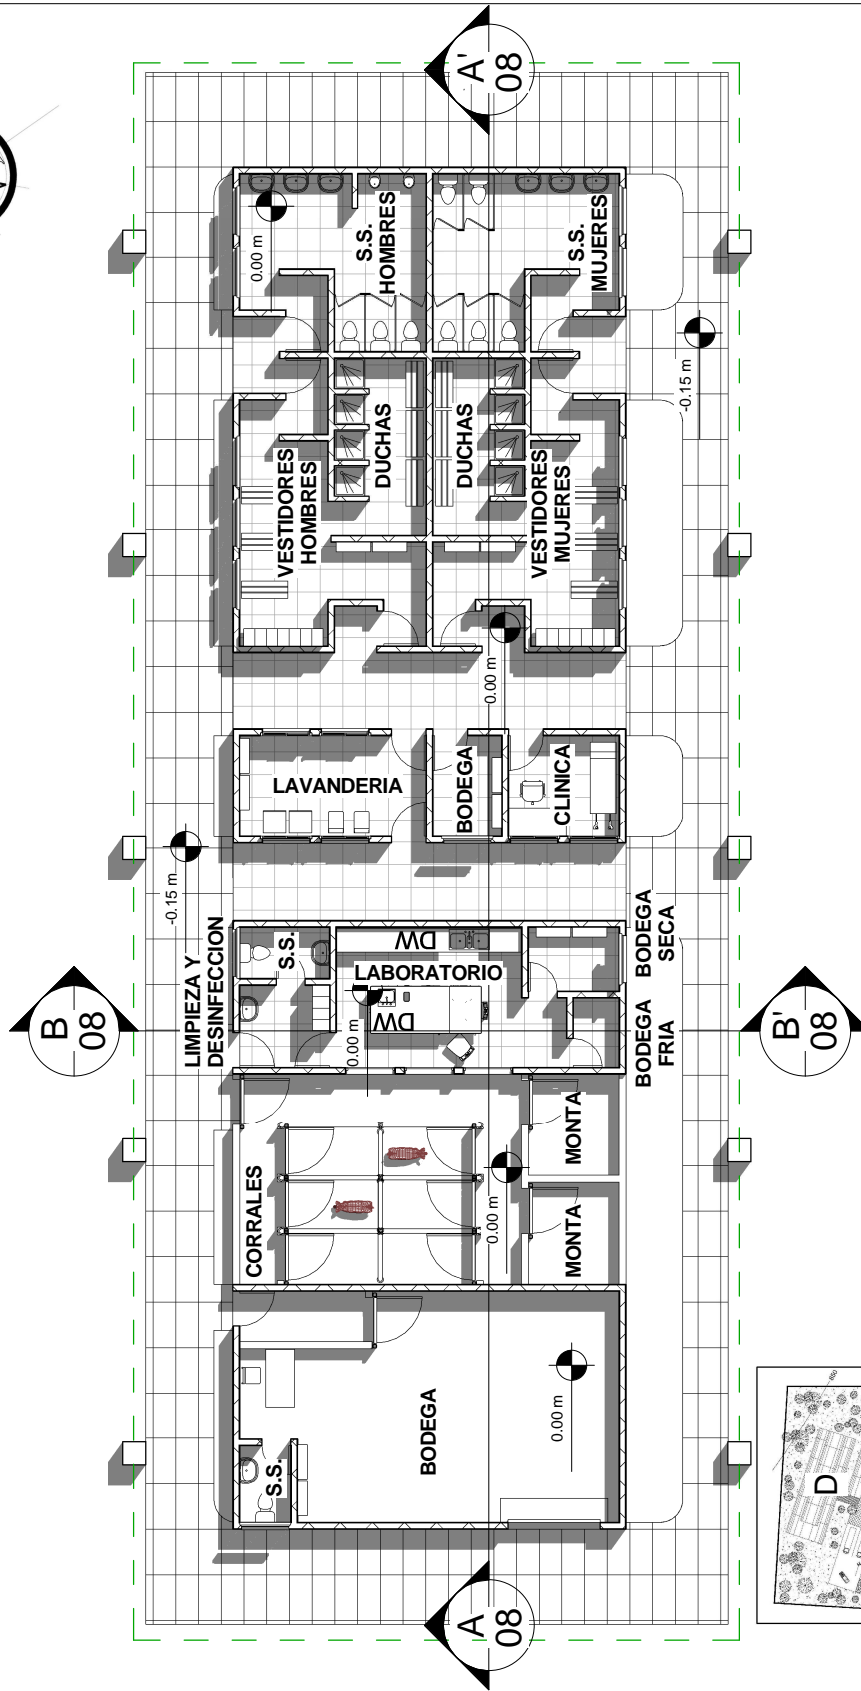 A'
08
S.S.
HOMBRES
S.S.
MUJERES
0.00 m
-0.15 m
DUCHAS
DUCHAS
VESTIDORES
HOMBRES
VESTIDORES
MUJERES
0.00 m
LAVANDERIA
BODEGA
CLINICA
-0.15 m
LIMPIEZA Y
DESINFECCION
S.S.
DW
LABORATORIO
DW
0.00 m
BODEGA
SECA
BODEGA
FRIA
B
08
B'
08
CORRALES
MONTA
MONTA
0.00 m
BODEGA
0.00 m
S.S.
A
08
D
650